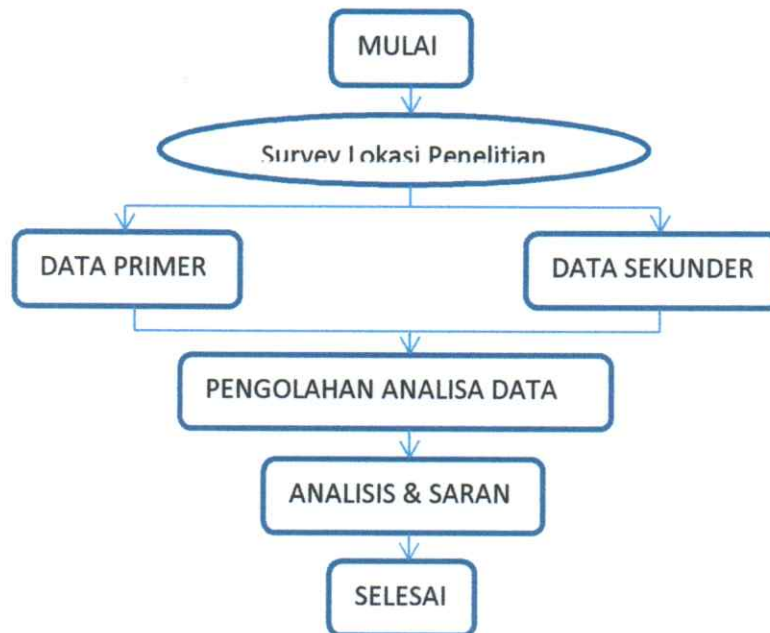 MULAI
Survey Lokasi Penelitian
DATA PRIMER
DATA SEKUNDER
PENGOLAHAN ANALISA DATA
ANALISIS & SARAN
SELESAI